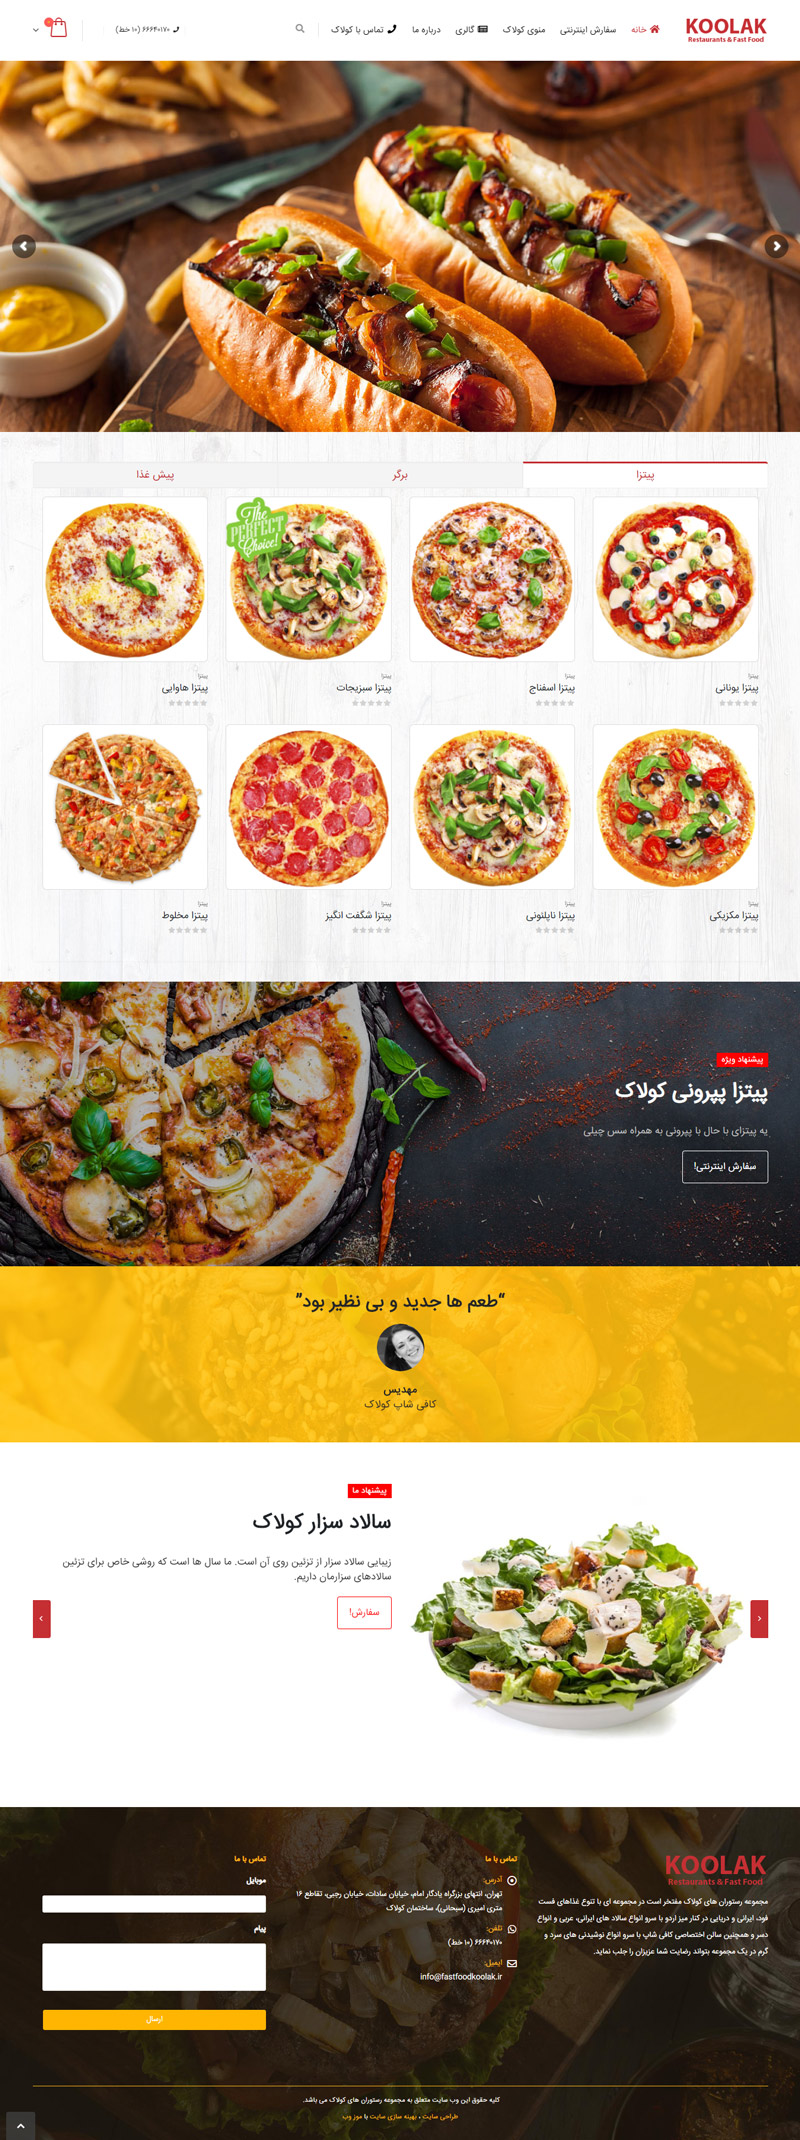 KOOLAK
Restaurants & Fast Food
خانه
سفارش اینترنتی
منوی کولاک
گالری
درباره ما
تماس با کولاک
۶۶۶۴۰۱۷۰ (۱۰ خط)
پیتزا
برگر
پیش غذا
The PERFECT Choice!
پیتزا
پیتزا یونانی
پیتزا
پیتزا اسفناج
پیتزا
پیتزا سبزیجات
پیتزا
پیتزا هاوایی
پیتزا
پیتزا مکزیکی
پیتزا
پیتزا ناپلئونی
پیتزا
پیتزا شگفت انگیز
پیتزا
پیتزا مخلوط
پیشنهاد ویژه
پیتزا پپرونی کولاک
یه پیتزای با حال با پپرونی به همراه سس چیلی
سفارش اینترنتی!
“طعم ها جدید و بی نظیر بود”
مهدیس
کافی شاپ کولاک
پیشنهاد ما
سالاد سزار کولاک
زیبایی سالاد سزار از تزئین روی آن است. ما سال ها است که روشی خاص برای تزئین
سالادهای سزارمان داریم.
سفارش!
KOOLAK
Restaurants & Fast Food
مجموعه رستوران های کولاک مفتخر است در مجموعه ای با تنوع غذاهای فست
فود، ایرانی و دریایی در کنار میز اردو با سرو انواع سالاد های ایرانی، عربی و انواع
دسر و همچنین سالن اختصاصی کافی شاپ با سرو انواع نوشیدنی های سرد و
گرم در یک مجموعه بتواند رضایت شما عزیزان را جلب نماید.
تماس با ما
آدرس:
تهران، انتهای بزرگراه یادگار امام، خیابان سادات، خیابان رجبی، تقاطع ۱۶
متری امیری (سبحانی)، ساختمان کولاک
تلفن:
۶۶۶۴۰۱۷۰ (۱۰ خط)
ایمیل:
info@fastfoodkoolak.ir
تماس با ما
موبایل
پیام
ارسال
کلیه حقوق این وب سایت متعلق به مجموعه رستوران های کولاک می باشد.
طراحی سایت ، بهینه سازی سایت با موز وب